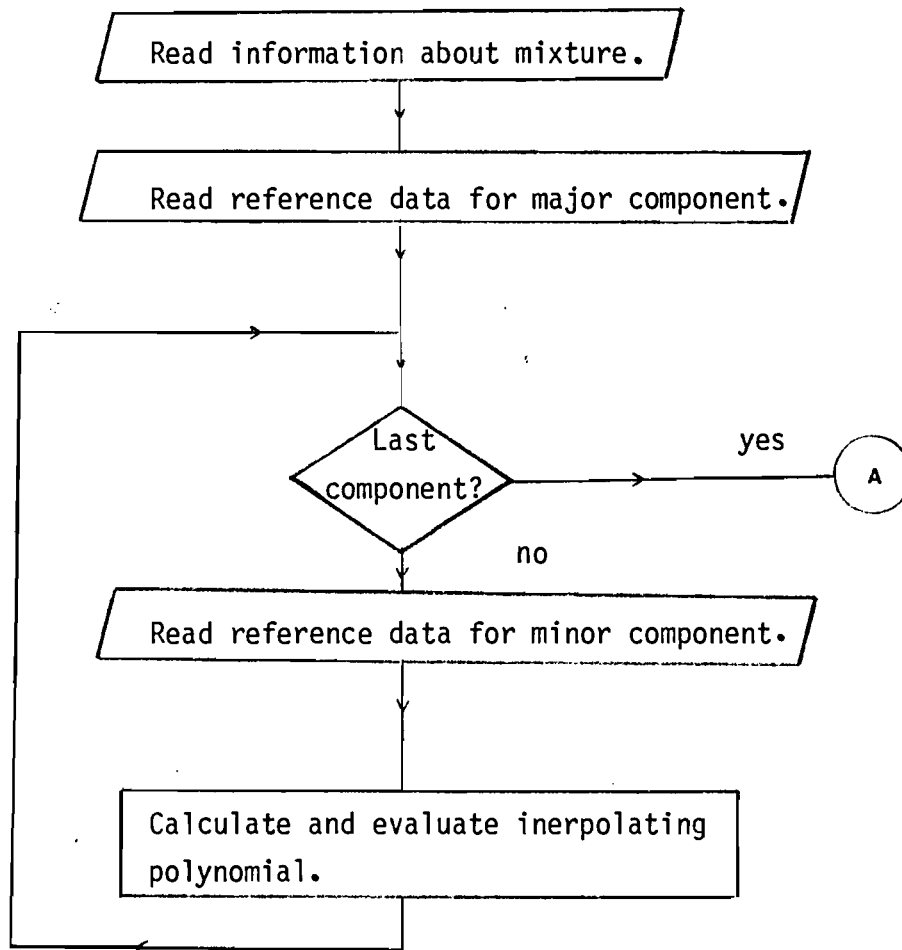 Read information about mixture.
Read reference data for major component.
Last
component?
yes
A
no
Read reference data for minor component.
Calculate and evaluate inerpolating
polynomial.